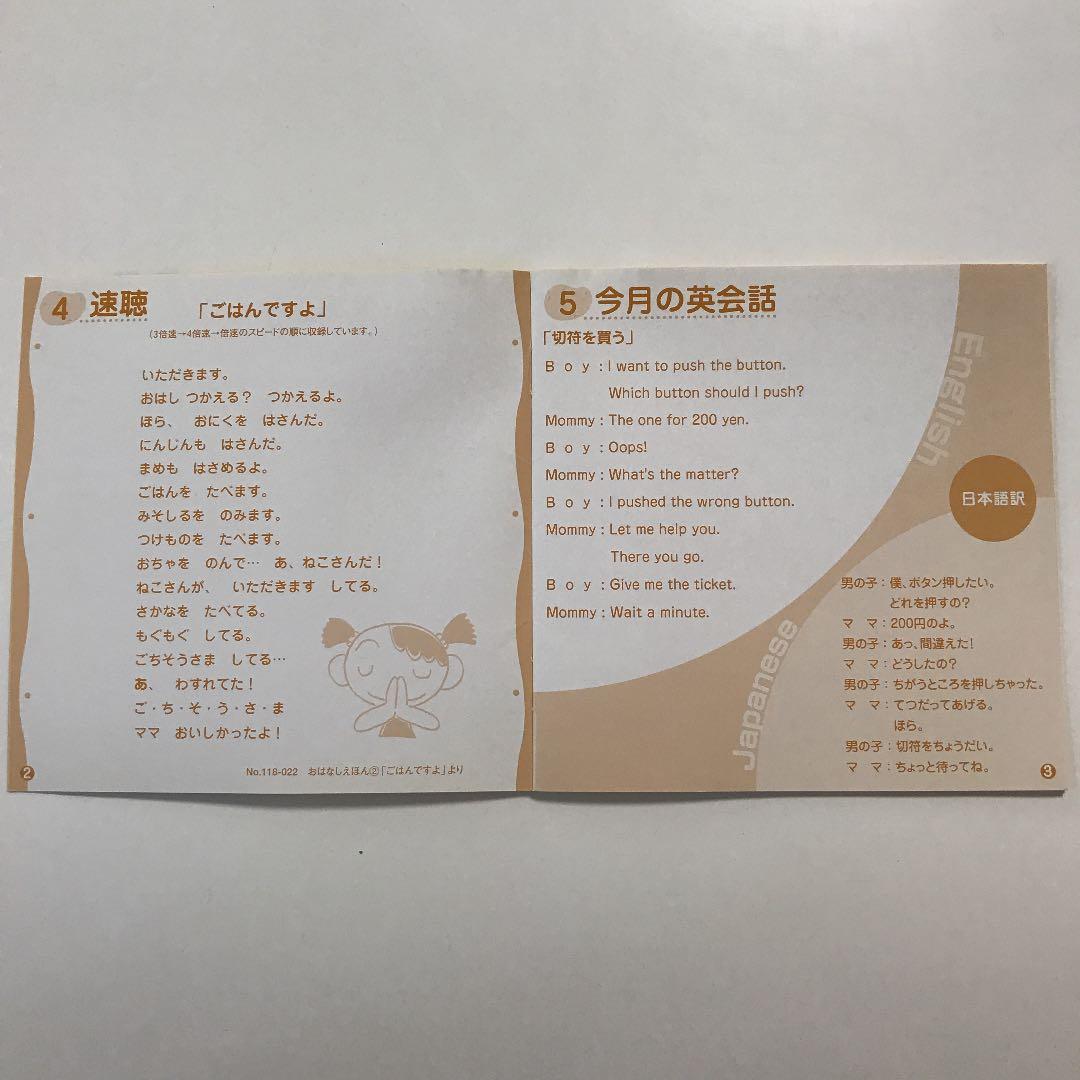 4 速聴 「ごはんですよ」
(3倍速→4倍速→倍速のスピードの順に収録しています。)
いただきます。
おはし つかえる？ つかえるよ。
ほら、 おにくを はさんだ。
にんじんも はさんだ。
まめも はさめるよ。
ごはんを たべます。
みそしるを のみます。
つけものを たべます。
おちゃを のんで… あ、ねこさんだ！
ねこさんが、 いただきます してる。
さかなを たべてる。
もぐもぐ してる。
ごちそうさま してる…
あ、 わすれてた！
ご・ち・そ・う・さ・ま
ママ おいしかったよ！
No.118-022 おはなしえほん②「ごはんですよ」より
2
5 今月の英会話
「切符を買う」
Boy : I want to push the button.
Which button should I push?
Mommy : The one for 200 yen.
Boy : Oops!
Mommy : What's the matter?
Boy : I pushed the wrong button.
Mommy : Let me help you.
There you go.
Boy : Give me the ticket.
Mommy : Wait a minute.
English
Japanese
日本語訳
男の子：僕、ボタン押したい。
どれを押すの？
ママ：200円のよ。
男の子：あっ、間違えた！
ママ：どうしたの？
男の子：ちがうところを押しちゃった。
ママ：てつだってあげる。
ほら。
男の子：切符をちょうだい。
ママ：ちょっと待ってね。
3